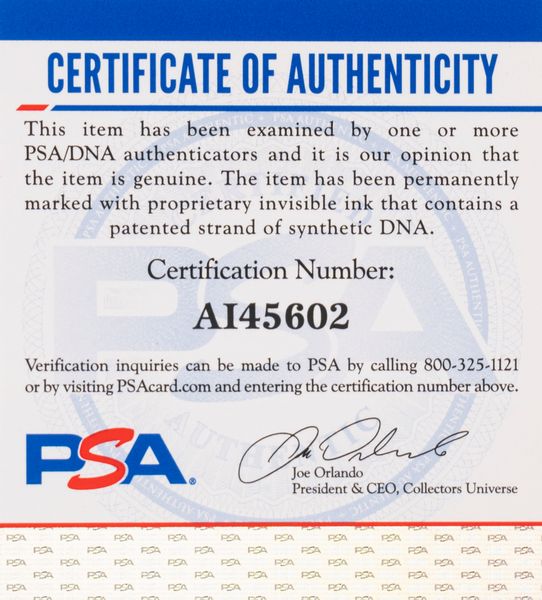 CERTIFICATE OF AUTHENTICITY
This item has been examined by one or more
PSA/DNA authenticators and it is our opinion that
the item is genuine. The item has been permanently
marked with proprietary invisible ink that contains a
patented strand of synthetic DNA.
Certification Number:
AI45602
Verification inquiries can be made to PSA by calling 800-325-1121
or by visiting PSAcard.com and entering the certification number above.
PSA®
Joe Orlando
President & CEO, Collectors Universe